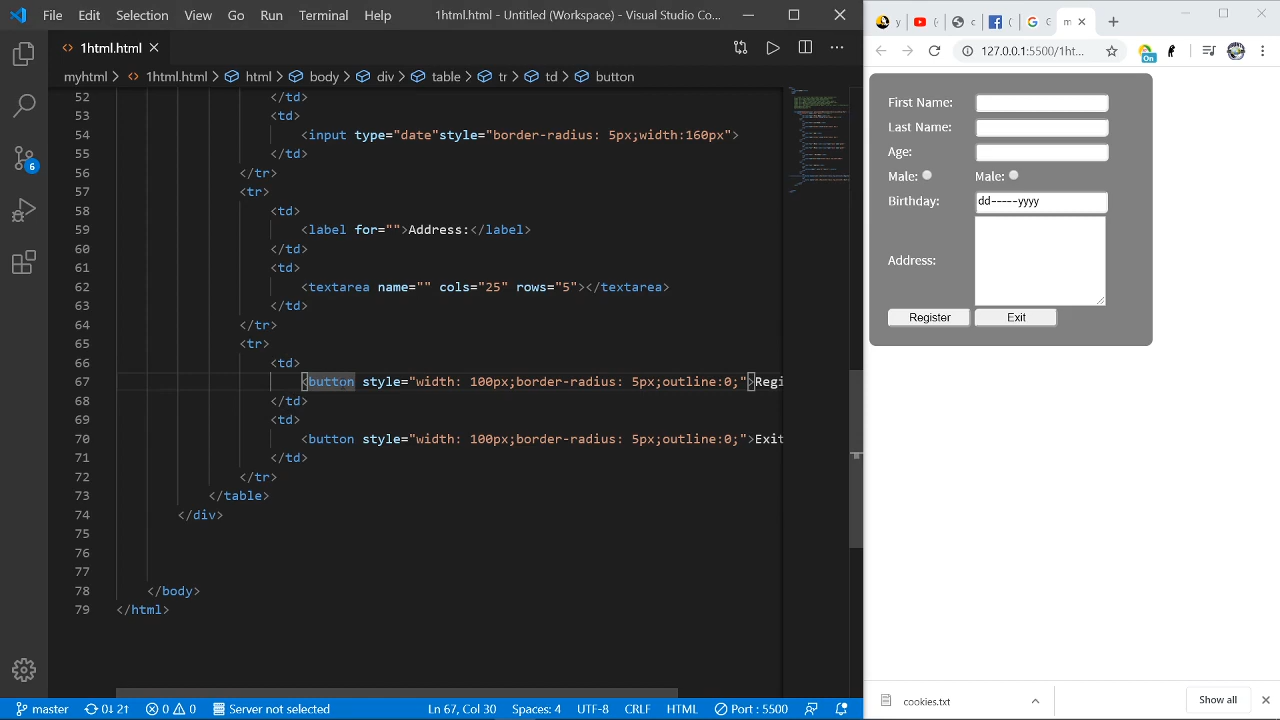 File Edit Selection View Go Run Terminal Help 1html.html - Untitled (Workspace) - Visual Studio Co...
1html.html
myhtml > 1html.html > html > body > div > table > tr > td > button
52 </td>
53 <td>
54 <input type="date"style="border-radius: 5px;width:160px">
55 </td>
56 </tr>
57 <tr>
58 <td>
59 <label for="">Address:</label>
60 </td>
61 <td>
62 <textarea name="" cols="25" rows="5"></textarea>
63 </td>
64 </tr>
65 <tr>
66 <td>
67 <button style="width: 100px;border-radius: 5px;outline:0;">Regi
68 </td>
69 <td>
70 <button style="width: 100px;border-radius: 5px;outline:0;">Exit
71 </td>
72 </tr>
73 </table>
74 </div>
75
76
77
78 </body>
79 </html>
6
master 0↓ 2↑ 0 0 Server not selected Ln 67, Col 30 Spaces: 4 UTF-8 CRLF HTML Port : 5500
y ( c ( G m
127.0.0.1:5500/1ht...
On
First Name:
Last Name:
Age:
Male: Male:
Birthday: dd-----yyyy
Address:
Register Exit
cookies.txt Show all